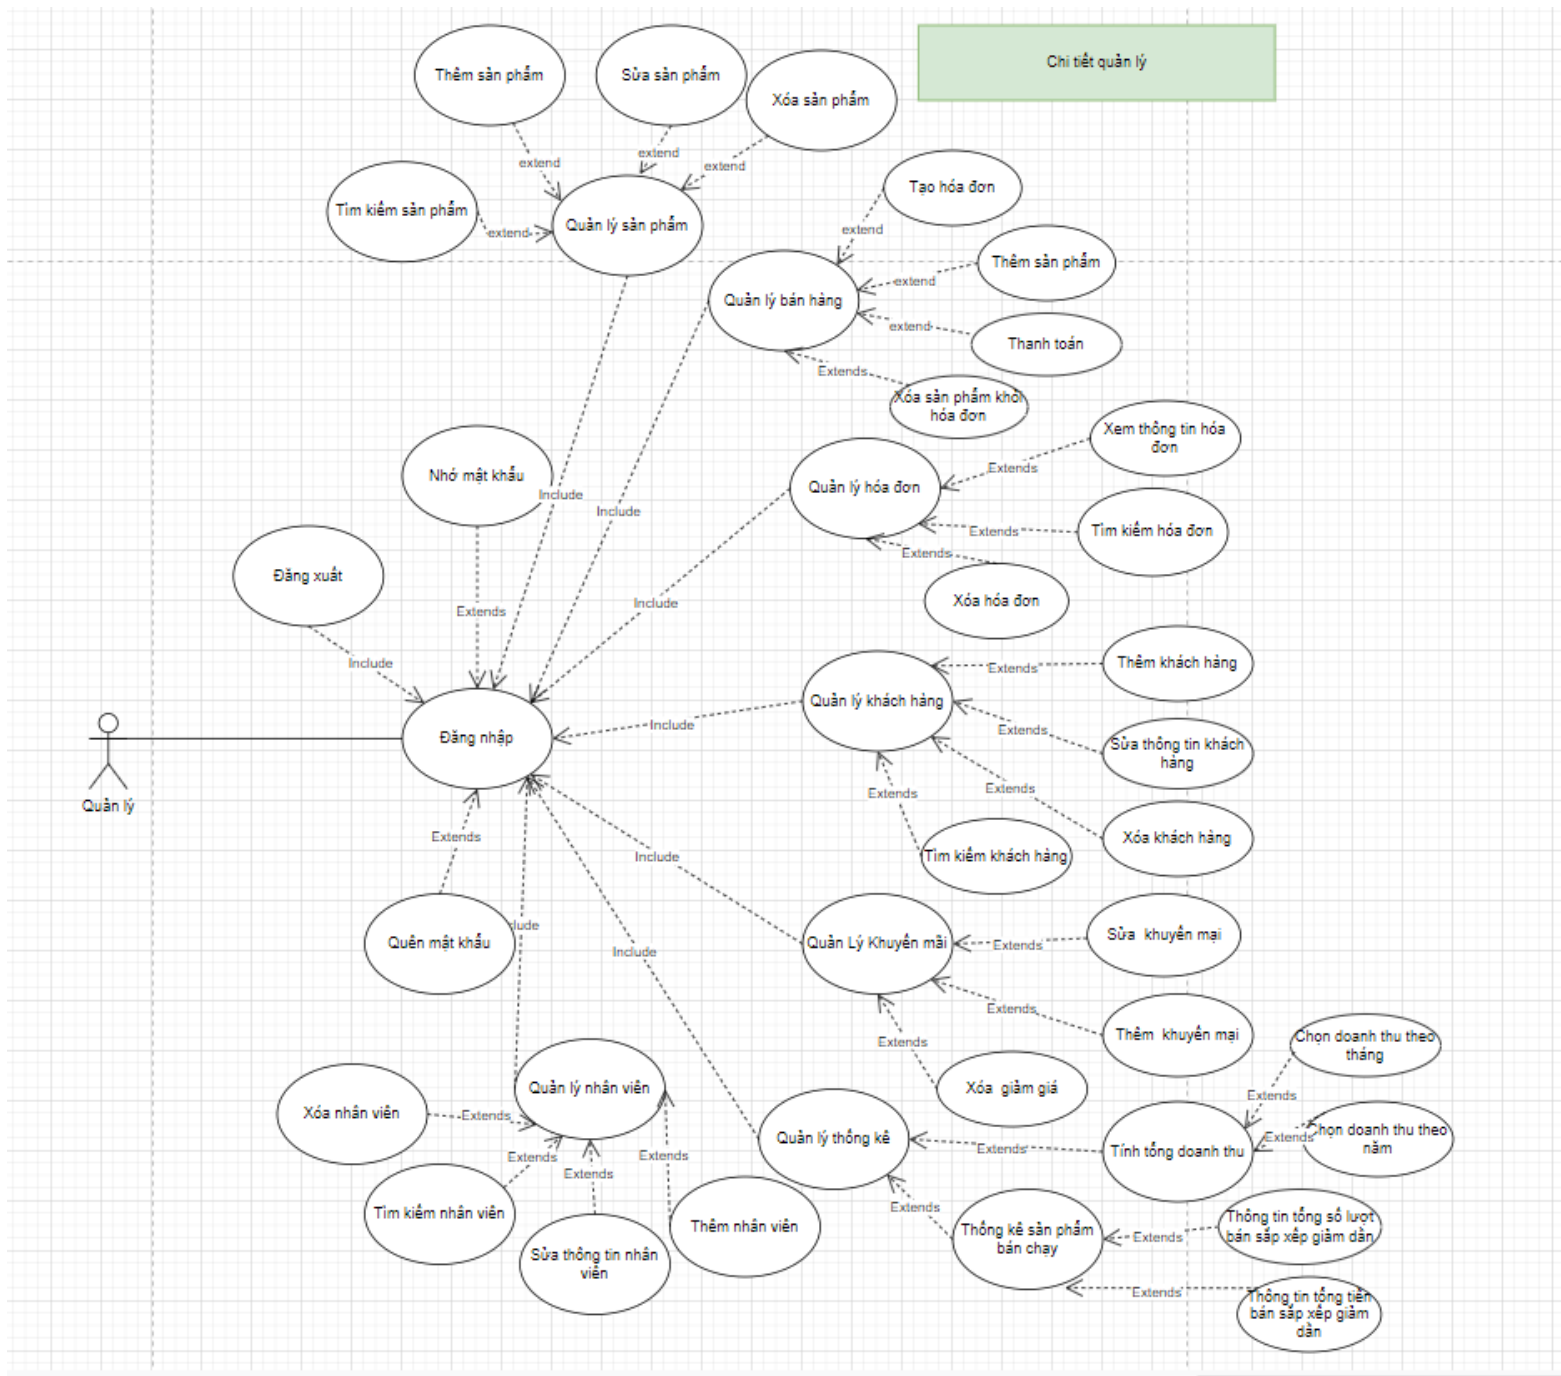 Chi tiết quản lý
Thêm sản phẩm
Sửa sản phẩm
Xóa sản phẩm
extend
extend
extend
Tìm kiếm sản phẩm
extend
Quản lý sản phẩm
Tạo hóa đơn
extend
Thêm sản phẩm
extend
Quản lý bán hàng
extend
Thanh toán
Extends
Xóa sản phẩm khỏi
hóa đơn
Xem thông tin hóa
đơn
Extends
Nhớ mật khẩu
Quản lý hóa đơn
Include
Include
Extends
Tìm kiếm hóa đơn
Extends
Đăng xuất
Xóa hóa đơn
Include
Extends
Include
Thêm khách hàng
Extends
Quản lý khách hàng
Include
Extends
Sửa thông tin khách
hàng
Đăng nhập
Extends
Extends
Quản lý
Extends
Xóa khách hàng
Include
Tìm kiếm khách hàng
Quên mật khẩu
clude
Include
Quản Lý Khuyến mãi
Extends
Sửa khuyến mại
Extends
Thêm khuyến mại
Extends
Chọn doanh thu theo
tháng
Quản lý nhân viên
Xóa giảm giá
Extends
Xóa nhân viên
Extends
Quản lý thống kê
Extends
Tính tổng doanh thu
Extends
Chọn doanh thu theo
năm
Extends
Extends
Extends
Extends
Tìm kiếm nhân viên
Sửa thông tin nhân
viên
Thêm nhân viên
Thống kê sản phẩm
bán chạy
Extends
Thông tin tổng số lượt
bán sắp xếp giảm dần
Extends
Thông tin tổng tiền
bán sắp xếp giảm
dần